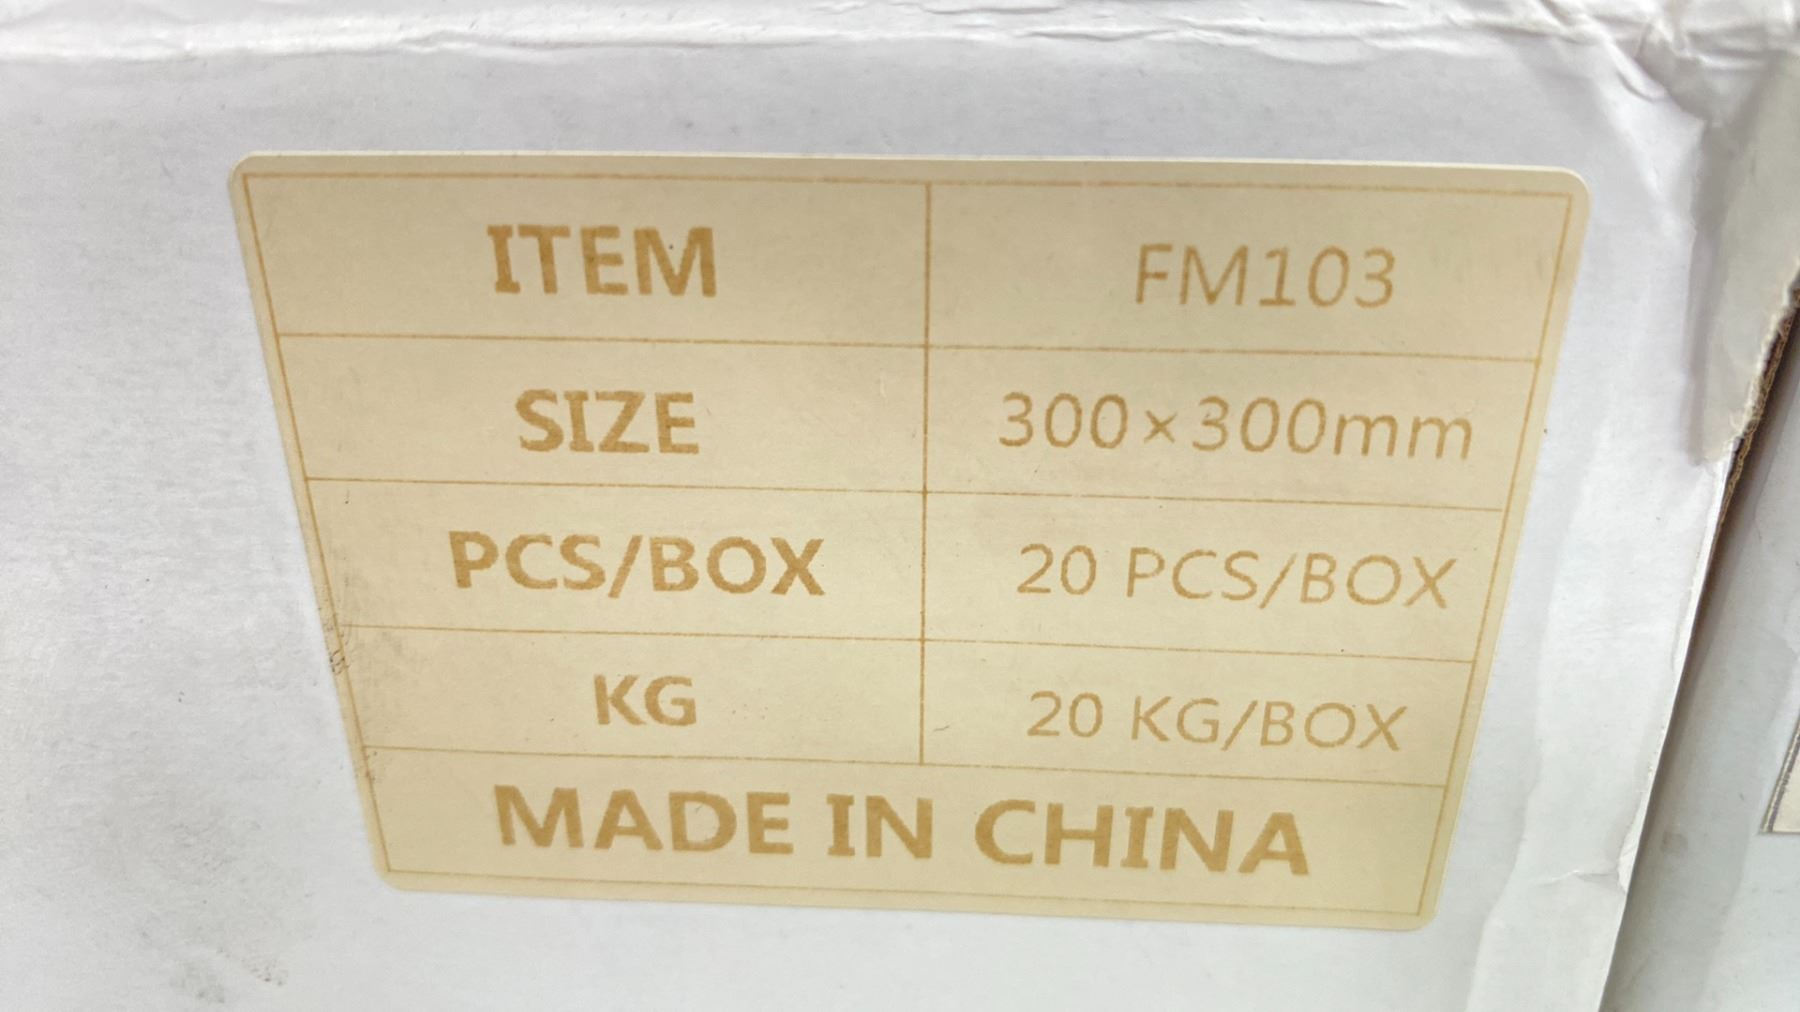 ITEM FM103
SIZE 300×300mm
PCS/BOX 20 PCS/BOX
KG 20 KG/BOX
MADE IN CHINA